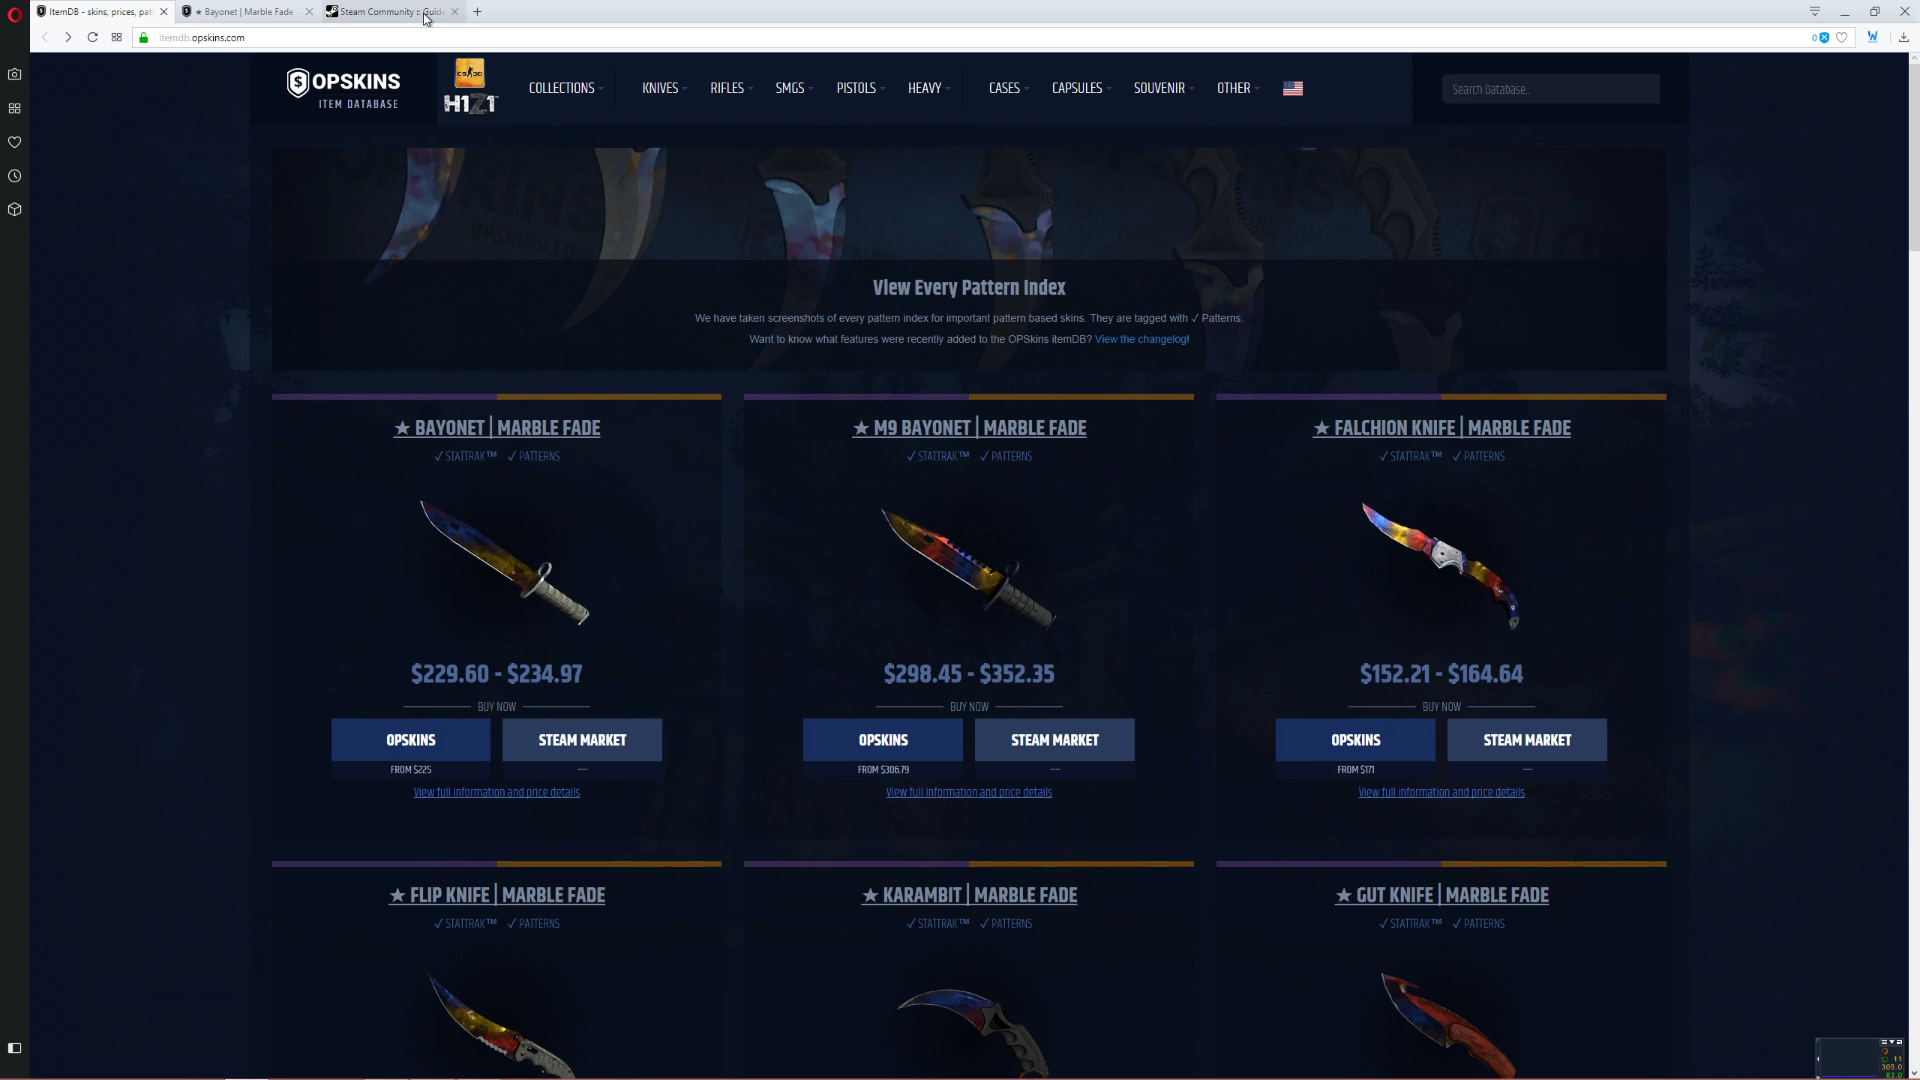 ItemDB - skins, prices, pat
★ Bayonet | Marble Fade
Steam Community :: Guide
itemdb.opskins.com
0
OPSKINS
ITEM DATABASE
CS:GO
H1Z1
COLLECTIONS
KNIVES
RIFLES
SMGS
PISTOLS
HEAVY
CASES
CAPSULES
SOUVENIR
OTHER
Search Database..
View Every Pattern Index
We have taken screenshots of every pattern index for important pattern based skins. They are tagged with ✓ Patterns.
Want to know what features were recently added to the OPSkins itemDB? View the changelog!
★ BAYONET | MARBLE FADE
✓ STATTRAK™ ✓ PATTERNS
$229.60 - $234.97
BUY NOW
OPSKINS
STEAM MARKET
FROM $225
----
View full information and price details
★ M9 BAYONET | MARBLE FADE
✓ STATTRAK™ ✓ PATTERNS
$298.45 - $352.35
BUY NOW
OPSKINS
STEAM MARKET
FROM $306.79
----
View full information and price details
★ FALCHION KNIFE | MARBLE FADE
✓ STATTRAK™ ✓ PATTERNS
$152.21 - $164.64
BUY NOW
OPSKINS
STEAM MARKET
FROM $171
----
View full information and price details
★ FLIP KNIFE | MARBLE FADE
✓ STATTRAK™ ✓ PATTERNS
★ KARAMBIT | MARBLE FADE
✓ STATTRAK™ ✓ PATTERNS
★ GUT KNIFE | MARBLE FADE
✓ STATTRAK™ ✓ PATTERNS
11
305.0
83.0